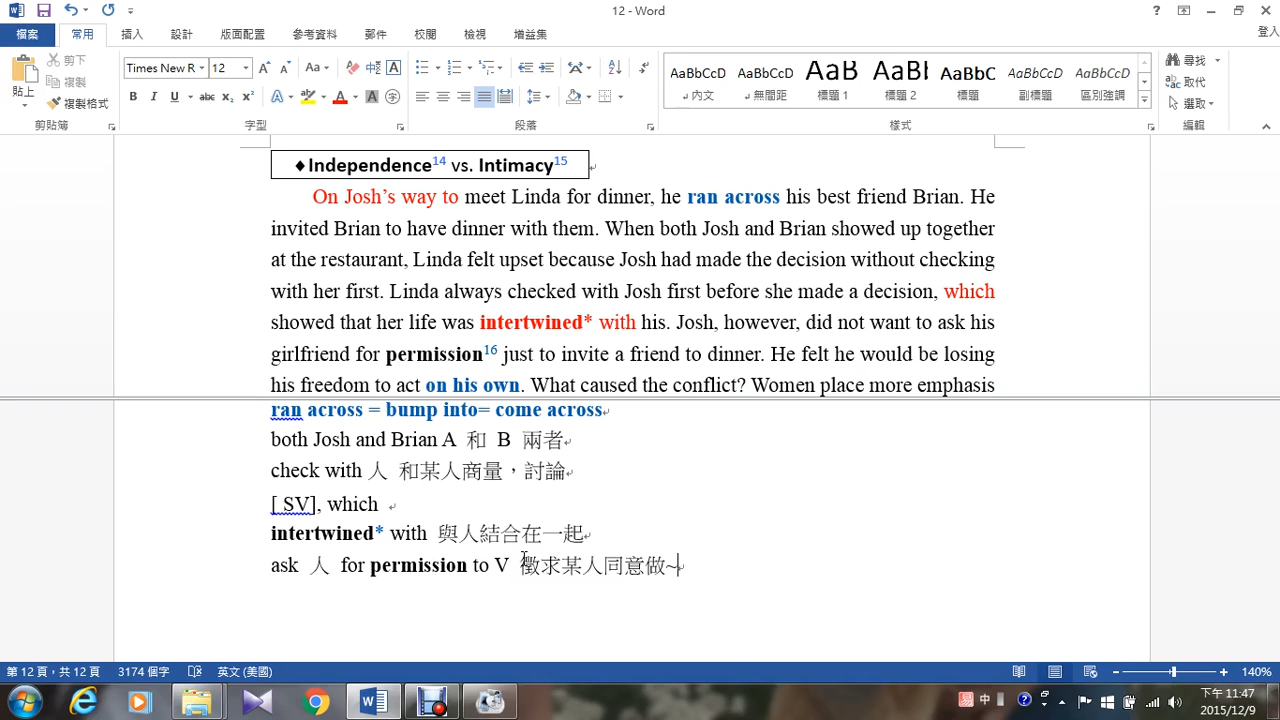 12 - Word
登入
檔案 常用 插入 設計 版面配置 參考資料 郵件 校閱 檢視 增益集
貼上 剪下 複製 複製格式 剪貼簿
Times New R 12 字型
段落
AaBbCcD AaBbCcD AaB AaBl AaBbC AaBbCcD AaBbCcD
內文 無間距 標題 1 標題 2 標題 副標題 區別強調
樣式
尋找 取代 選取 編輯
♦Independence14 vs. Intimacy15
On Josh’s way to meet Linda for dinner, he ran across his best friend Brian. He
invited Brian to have dinner with them. When both Josh and Brian showed up together
at the restaurant, Linda felt upset because Josh had made the decision without checking
with her first. Linda always checked with Josh first before she made a decision, which
showed that her life was intertwined* with his. Josh, however, did not want to ask his
girlfriend for permission16 just to invite a friend to dinner. He felt he would be losing
his freedom to act on his own. What caused the conflict? Women place more emphasis
ran across = bump into= come across
both Josh and Brian A 和 B 兩者
check with 人 和某人商量，討論
[ SV], which
intertwined* with 與人結合在一起
ask 人 for permission to V 徵求某人同意做~
第 12 頁，共 12 頁 3174 個字 英文 (美國) 140%
中
下午 11:47
2015/12/9